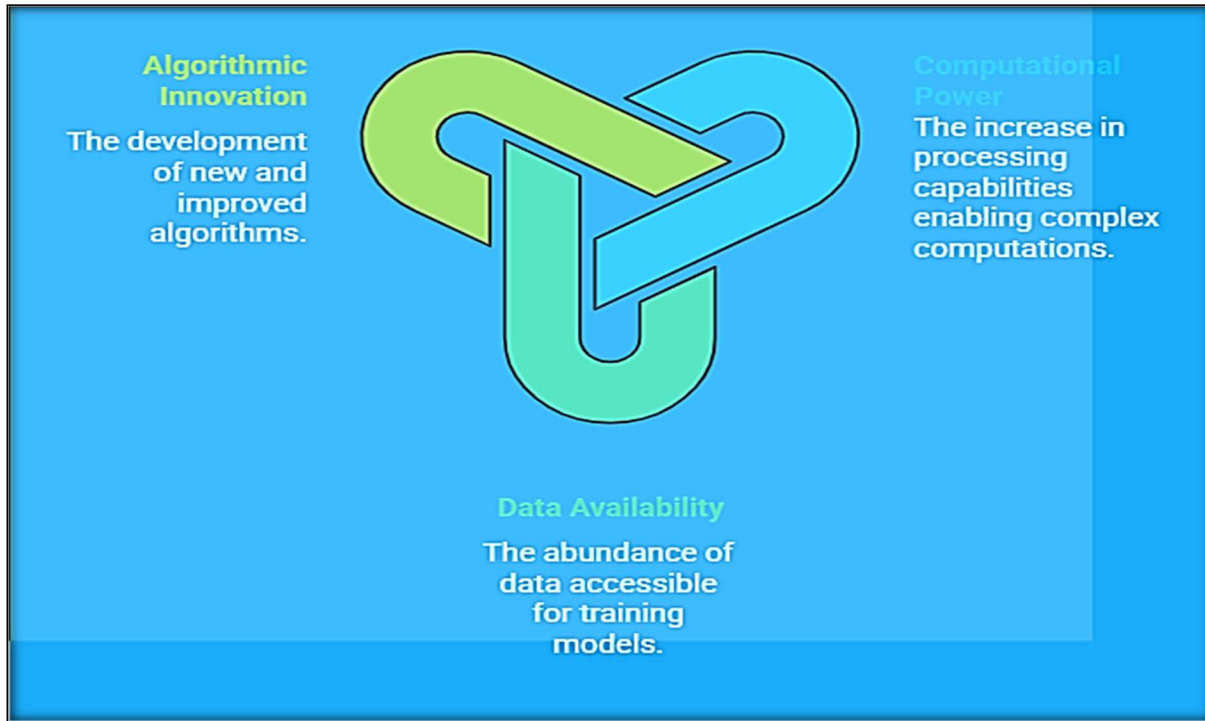 Algorithmic
Innovation
The development
of new and
improved
algorithms.
Computational
Power
The increase in
processing
capabilities
enabling complex
computations.
Data Availability
The abundance of
data accessible
for training
models.